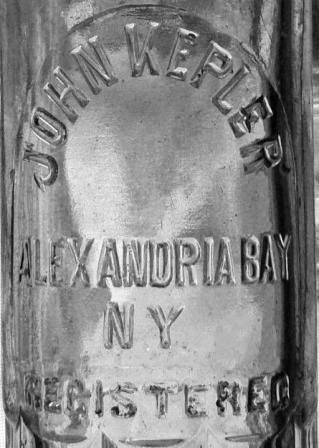 JOHN KEPLER
ALEXANDRIA BAY
N Y
REGISTERED